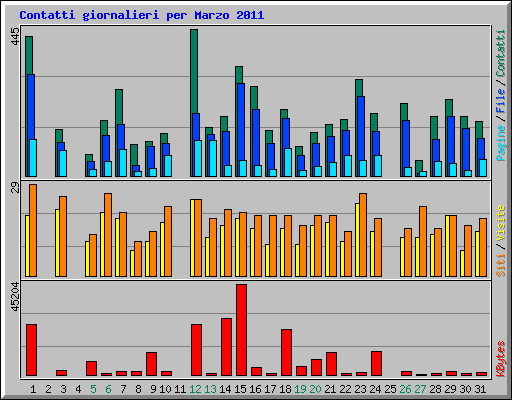 Contatti giornalieri per Marzo 2011
445
Pagine / File / Contatti
29
Siti / Visite
45204
KBytes
1 2 3 4 5 6 7 8 9 10 11 12 13 14 15 16 17 18 19 20 21 22 23 24 25 26 27 28 29 30 31